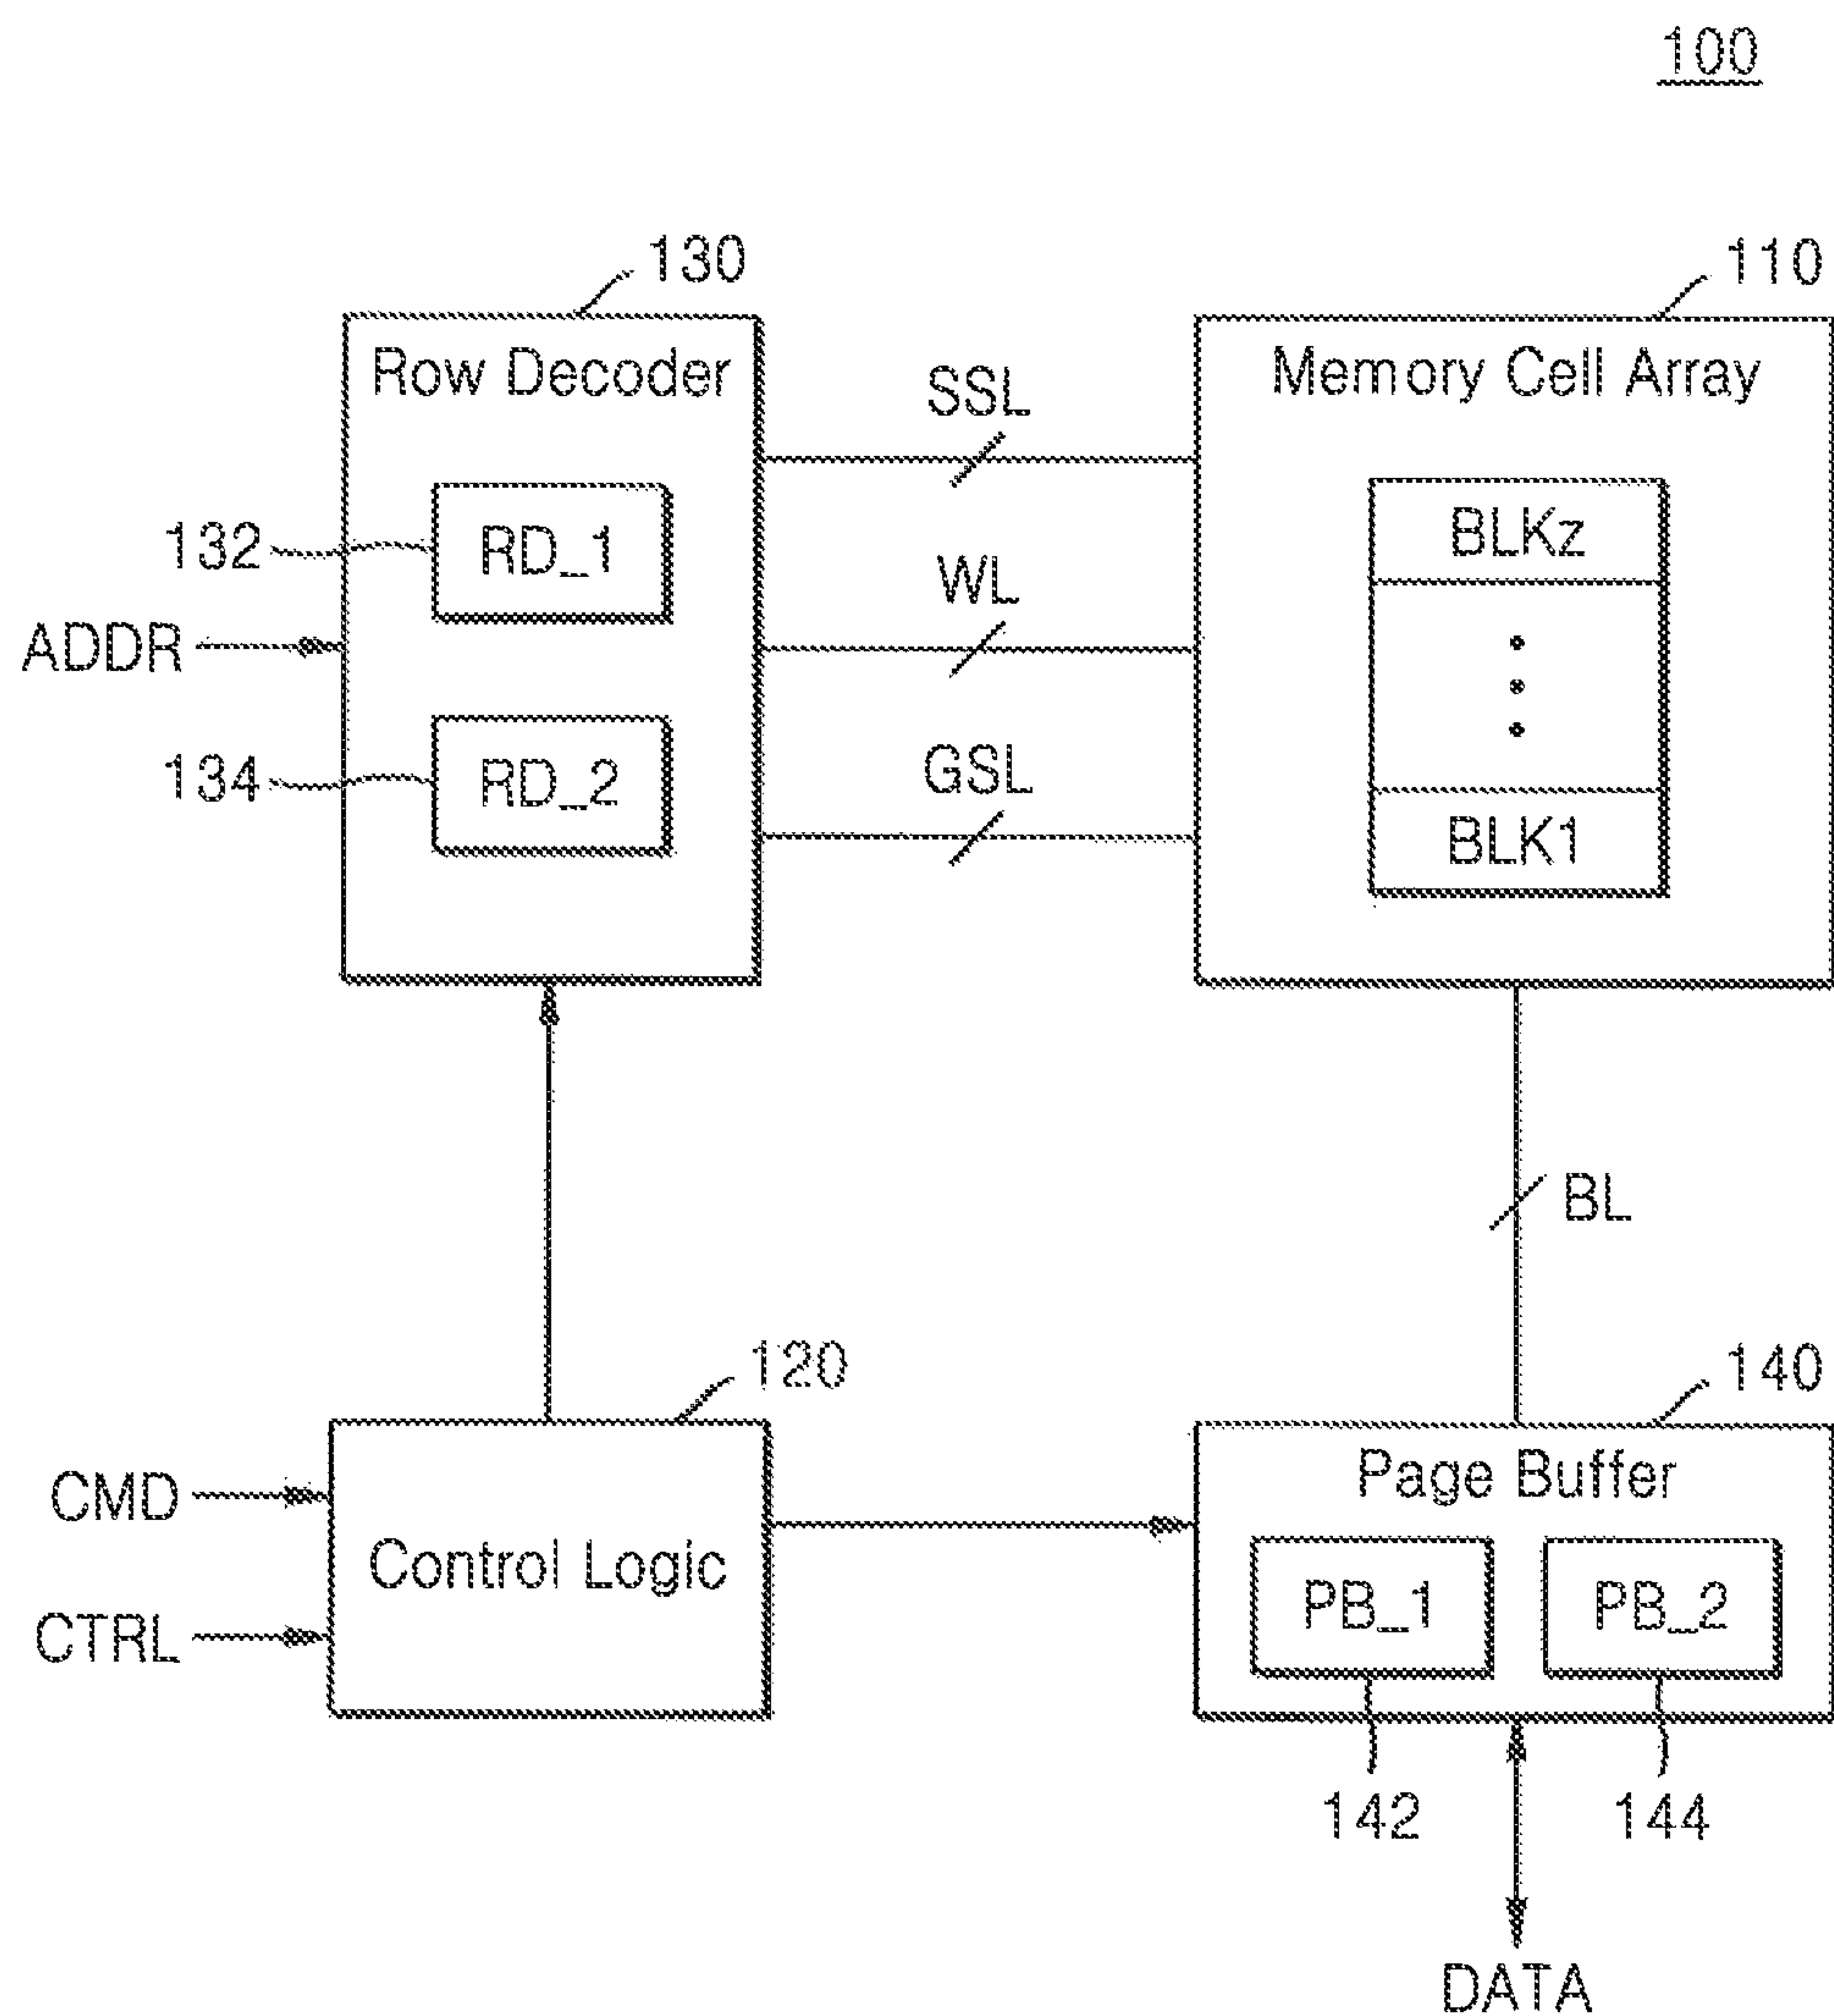 100
130
110
Row Decoder
Memory Cell Array
SSL
RD_1
132
BLKz
WL
ADDR
RD_2
134
GSL
BLK1
BL
120
140
CMD
Page Buffer
Control Logic
PB_1
PB_2
CTRL
142
144
DATA